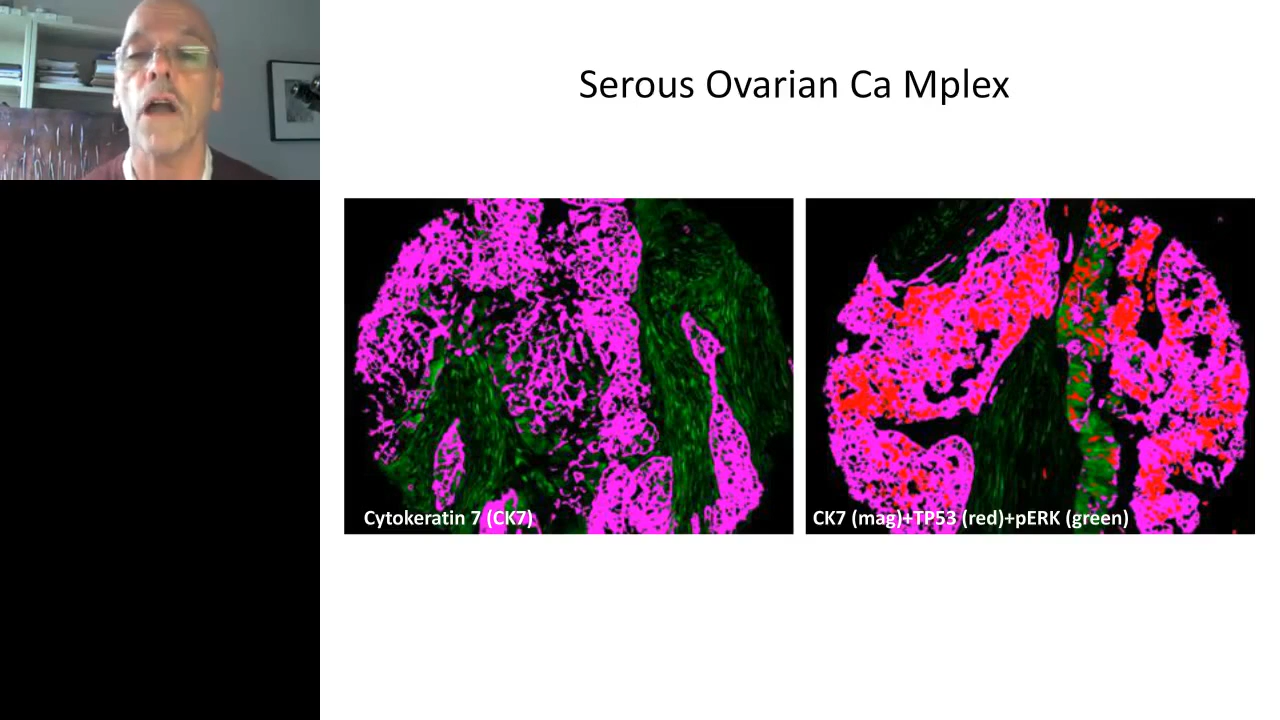 Serous Ovarian Ca Mplex
Cytokeratin 7 (CK7)
CK7 (mag)+TP53 (red)+pERK (green)